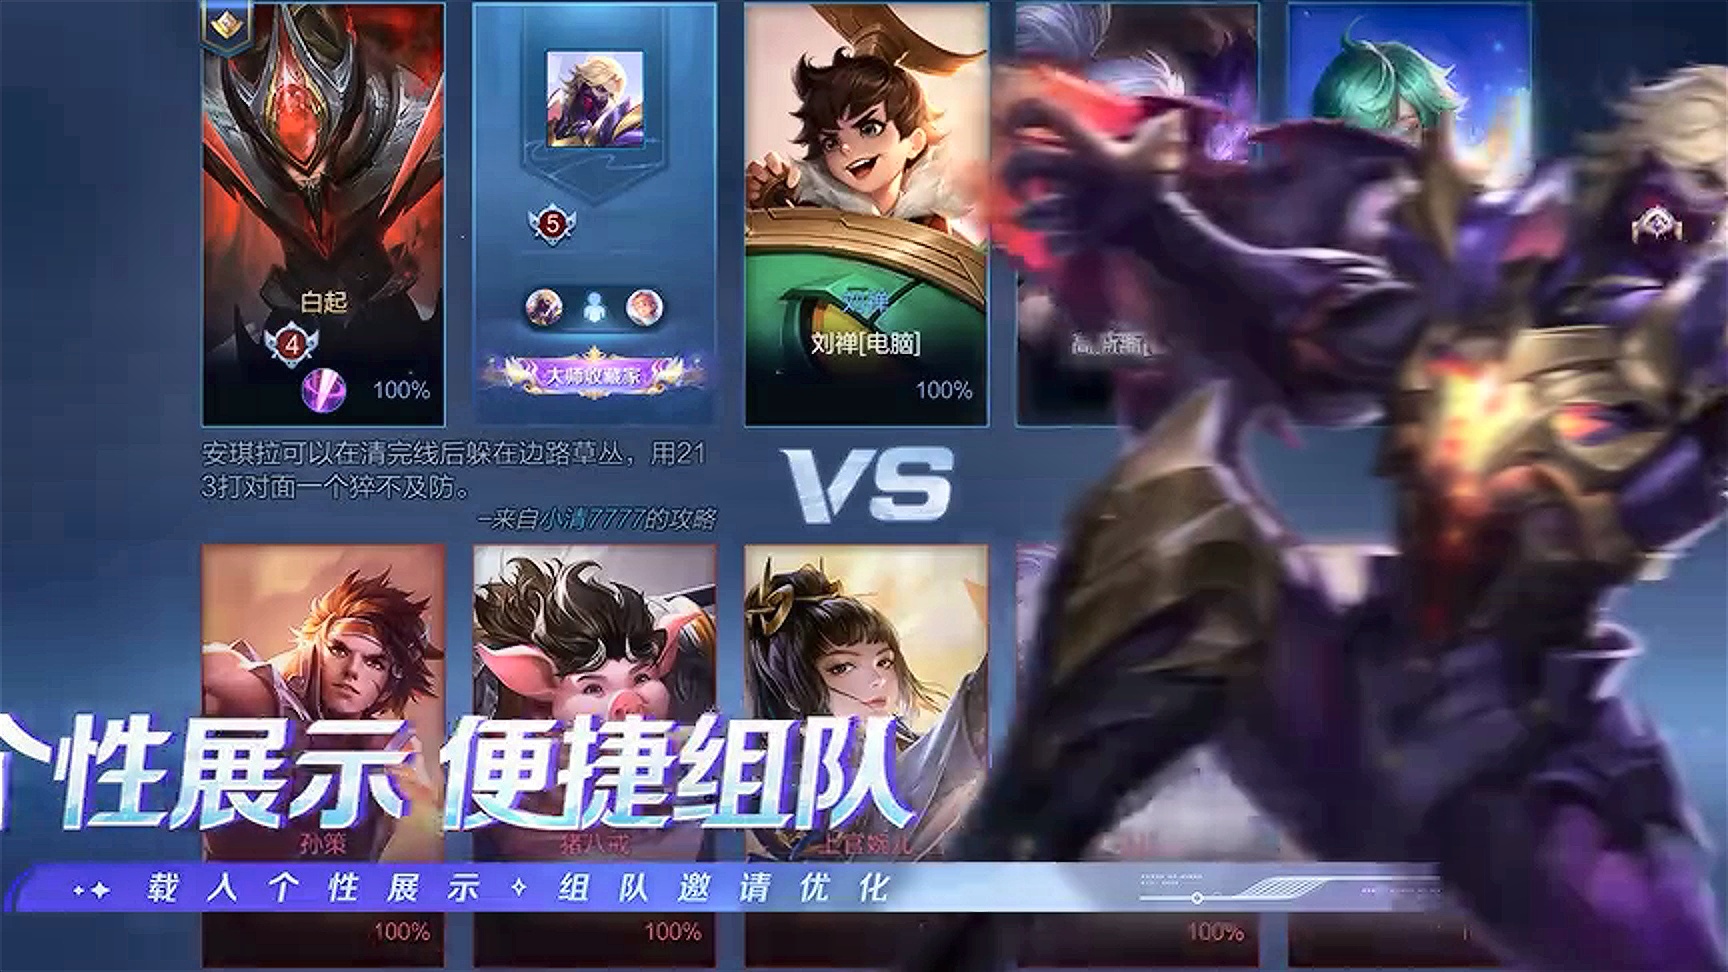 白起
4
100%
5
大师收藏家
刘禅
刘禅[电脑]
100%
安琪拉可以在清完线后躲在边路草丛，用21
3打对面一个猝不及防。
—来自小清7777的攻略
VS
个性展示 便捷组队
孙策
猪八戒
上官婉儿
载入个性展示 组队邀请优化
100%
100%
100%